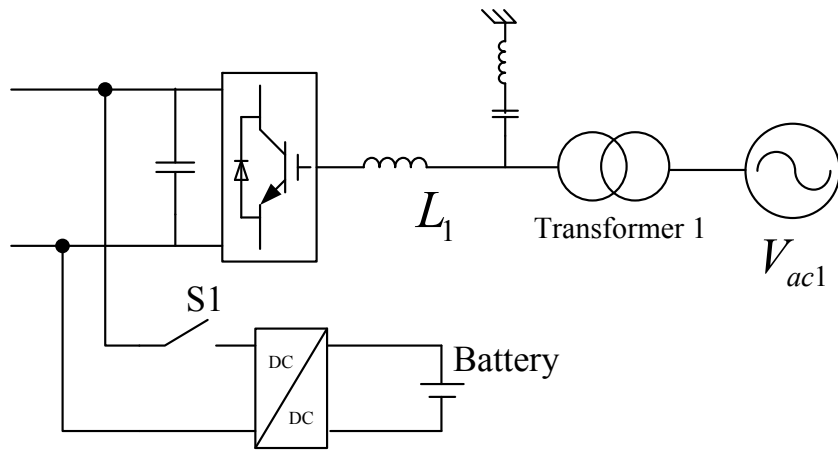 L1
Transformer 1
Vac1
S1
DC
DC
Battery